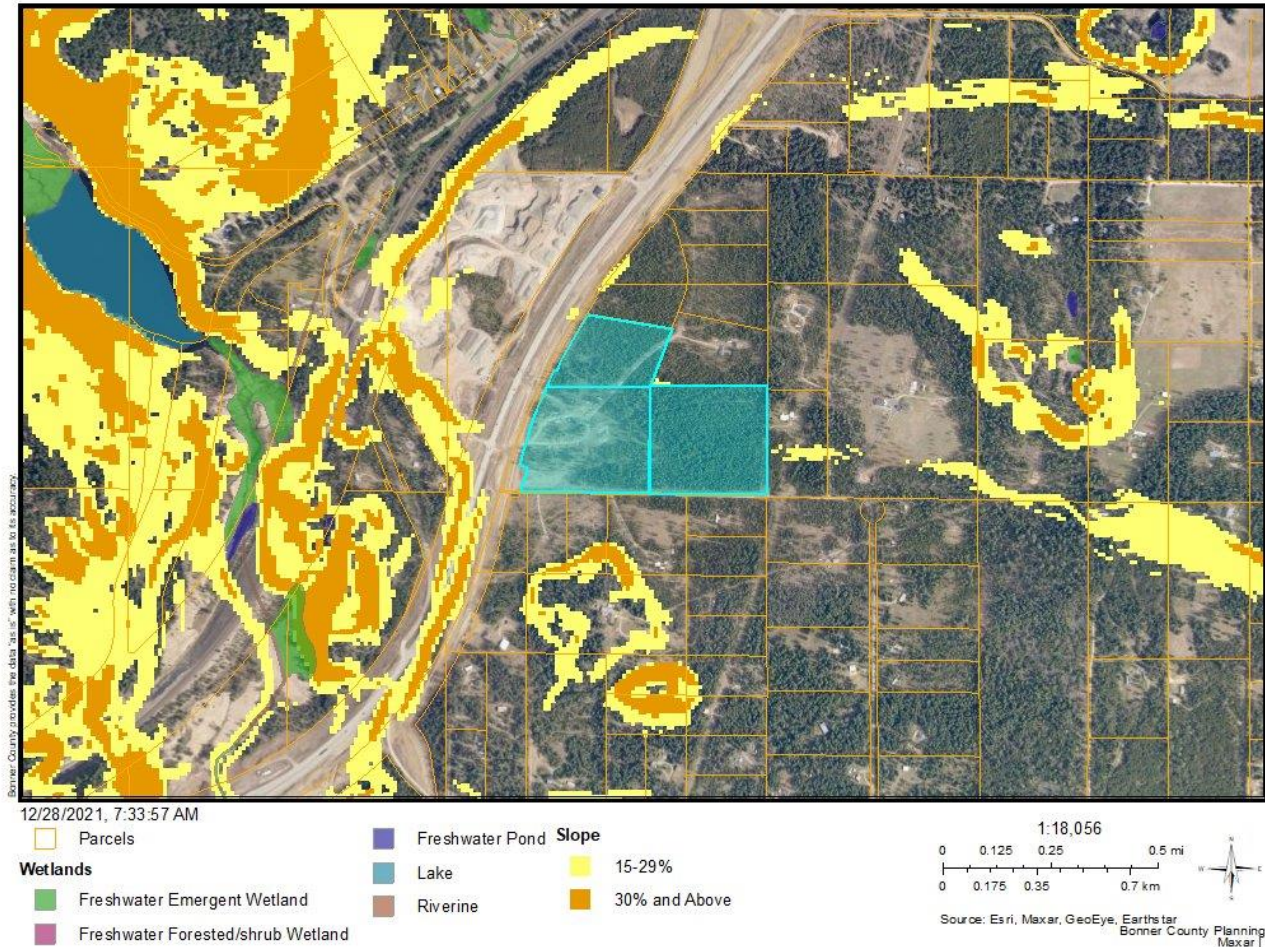 Bonner County provides the data "as is" with no claim as to its accuracy.
12/28/2021, 7:33:57 AM
Parcels
Wetlands
Freshwater Emergent Wetland
Freshwater Forested/shrub Wetland
Freshwater Pond
Lake
Riverine
Slope
15-29%
30% and Above
1:18,056
0 0.125 0.25 0.5 mi
0 0.175 0.35 0.7 km
N
W E
S
Source: Esri, Maxar, GeoEye, Earthstar
Bonner County Planning
Maxar |